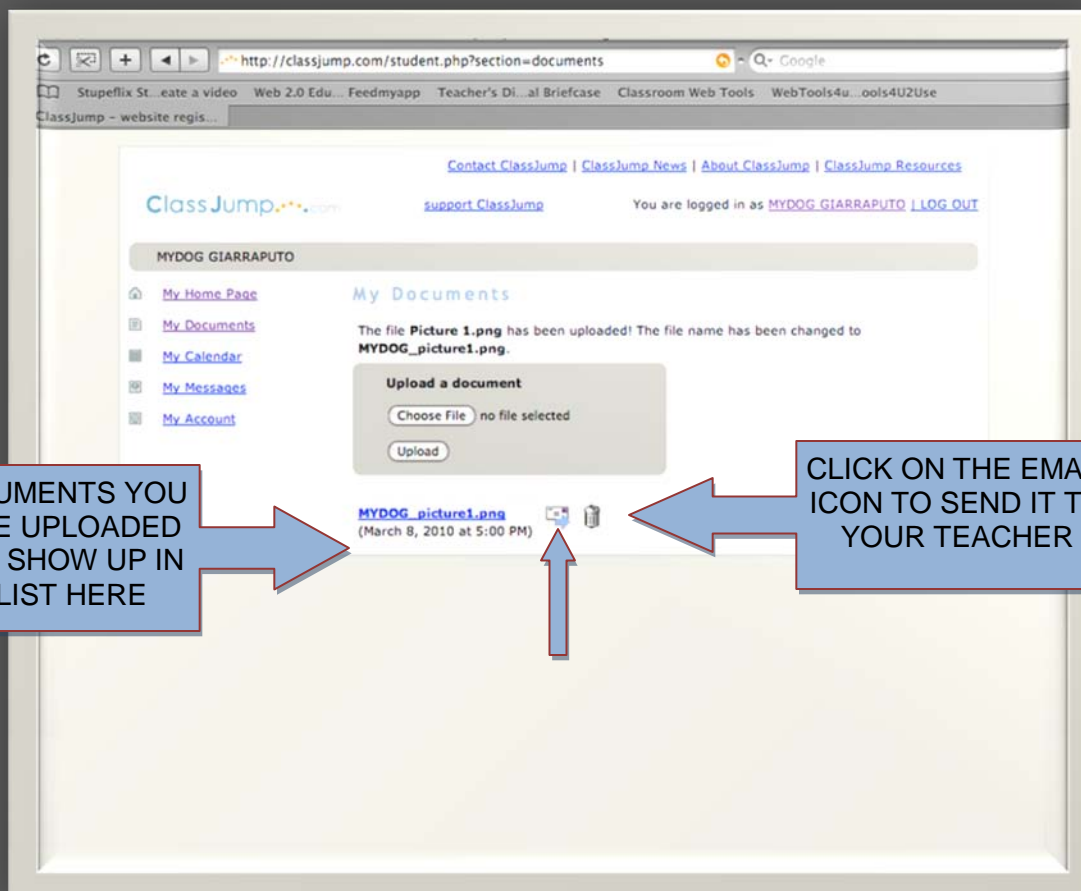 http://classjump.com/student.php?section=documents
Google
Stupeflix St...eate a video Web 2.0 Edu... Feedmyapp Teacher's Di...al Briefcase Classroom Web Tools WebTools4u...ools4U2Use
ClassJump – website regis...
Contact ClassJump | ClassJump News | About ClassJump | ClassJump Resources
ClassJump.com
support ClassJump
You are logged in as MYDOG GIARRAPUTO | LOG OUT
MYDOG GIARRAPUTO
My Home Page
My Documents
My Calendar
My Messages
My Account
My Documents
The file Picture 1.png has been uploaded! The file name has been changed to
MYDOG_picture1.png.
Upload a document
Choose File no file selected
Upload
MYDOG_picture1.png
(March 8, 2010 at 5:00 PM)
UMENTS YOU
E UPLOADED
SHOW UP IN
LIST HERE
CLICK ON THE EMA
ICON TO SEND IT T
YOUR TEACHER